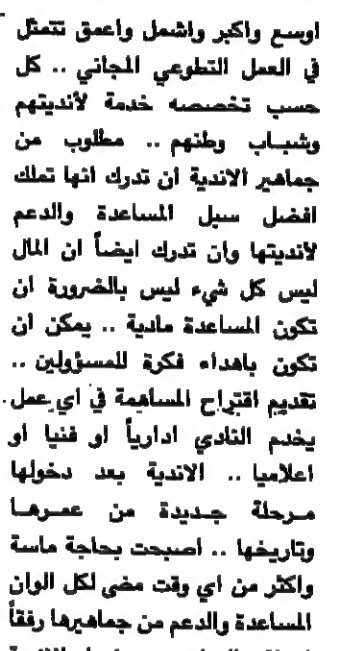 اوسع واكبر واشمل واعمق تتمثل
في العمل التطوعي المجاني .. كل
حسب تخصصه خدمة لأنديتهم
وشباب وطنهم .. مطلوب من
جماهير الاندية ان تدرك انها تملك
افضل سبل المساعدة والدعم
لانديتها وان تدرك ايضاً ان المال
ليس كل شيء ليس بالضرورة ان
تكون المساعدة مادية .. يمكن ان
تكون باهداء فكرة للمسؤولين ..
تقديم اقتراح المساهمة في اي عمل
يخدم النادي ادارياً او فنيا او
اعلاميا .. الاندية بعد دخولها
مرحلة جديدة من عمرها
وتاريخها .. اصبحت بحاجة ماسة
واكثر من اي وقت مضى لكل الوان
المساعدة والدعم من جماهيرها رفقاً